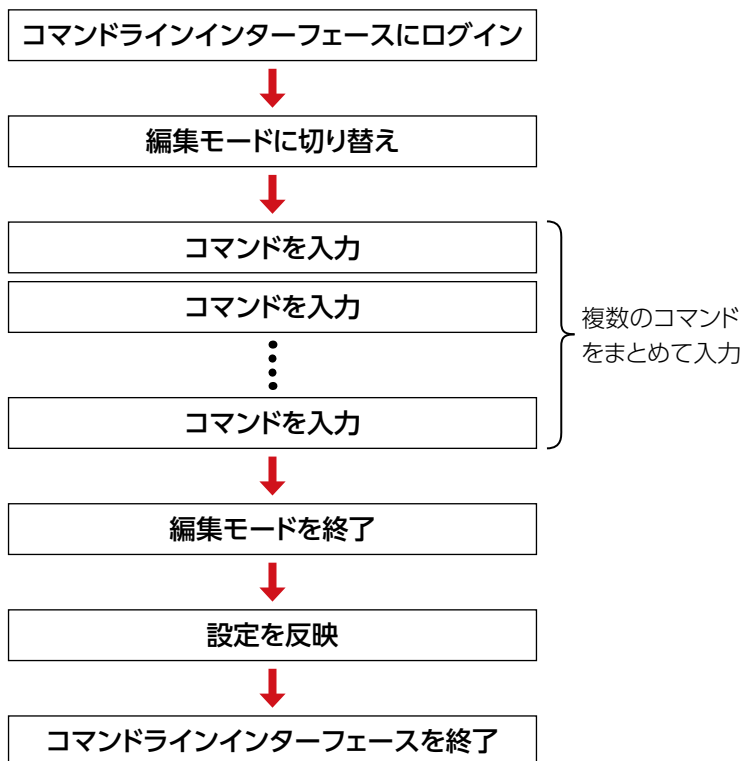 コマンドラインインターフェースにログイン
編集モードに切り替え
コマンドを入力
コマンドを入力
複数のコマンド
をまとめて入力
コマンドを入力
編集モードを終了
設定を反映
コマンドラインインターフェースを終了